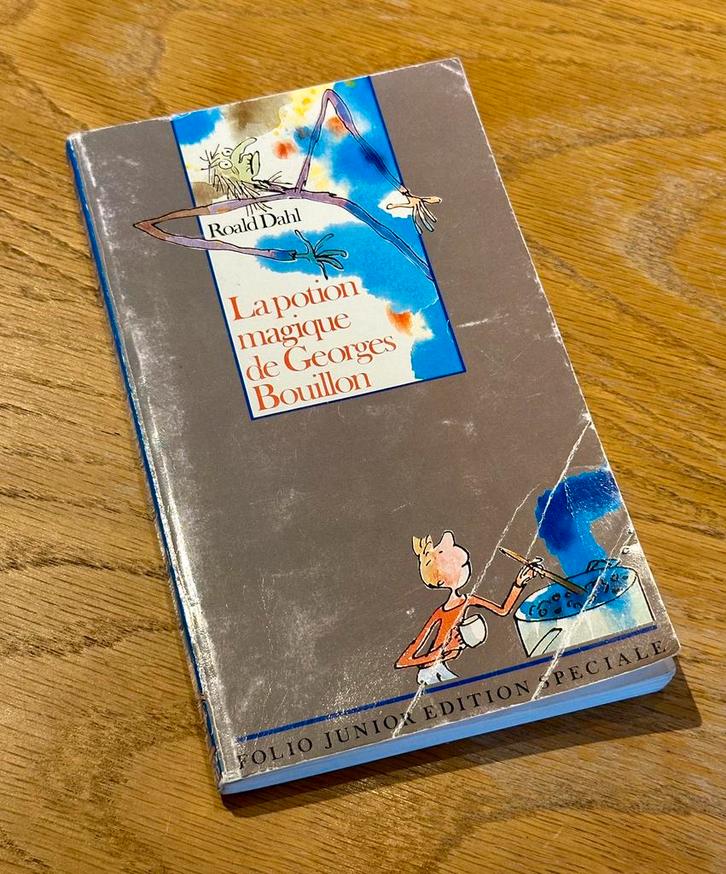 Roald Dahl
La potion
magique
de Georges
Bouillon
FOLIO JUNIOR EDITION SPECIALE